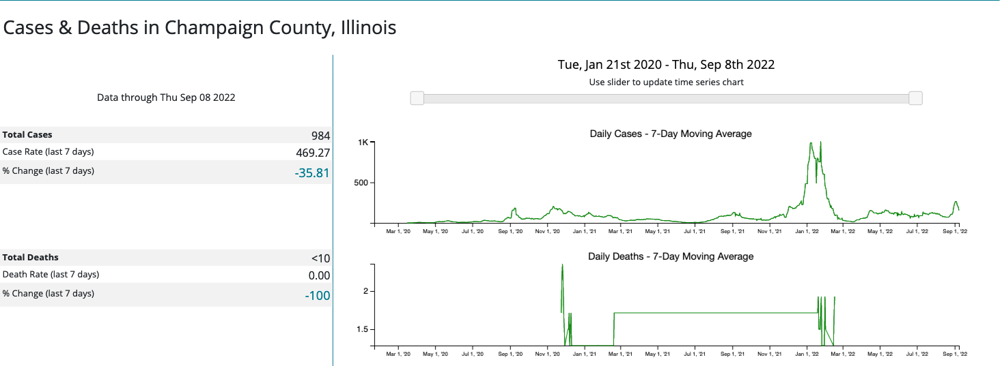 Cases & Deaths in Champaign County, Illinois
Data through Thu Sep 08 2022
Total Cases 984
Case Rate (last 7 days) 469.27
% Change (last 7 days) -35.81
Total Deaths <10
Death Rate (last 7 days) 0.00
% Change (last 7 days) -100
Tue, Jan 21st 2020 - Thu, Sep 8th 2022
Use slider to update time series chart
Daily Cases - 7-Day Moving Average
1K
500
Mar 1, '20 May 1, '20 Jul 1, '20 Sep 1, '20 Nov 1, '20 Jan 1, '21 Mar 1, '21 May 1, '21 Jul 1, '21 Sep 1, '21 Nov 1, '21 Jan 1, '22 Mar 1, '22 May 1, '22 Jul 1, '22 Sep 1, '22
Daily Deaths - 7-Day Moving Average
2
1.5
Mar 1, '20 May 1, '20 Jul 1, '20 Sep 1, '20 Nov 1, '20 Jan 1, '21 Mar 1, '21 May 1, '21 Jul 1, '21 Sep 1, '21 Nov 1, '21 Jan 1, '22 Mar 1, '22 May 1, '22 Jul 1, '22 Sep 1, '22